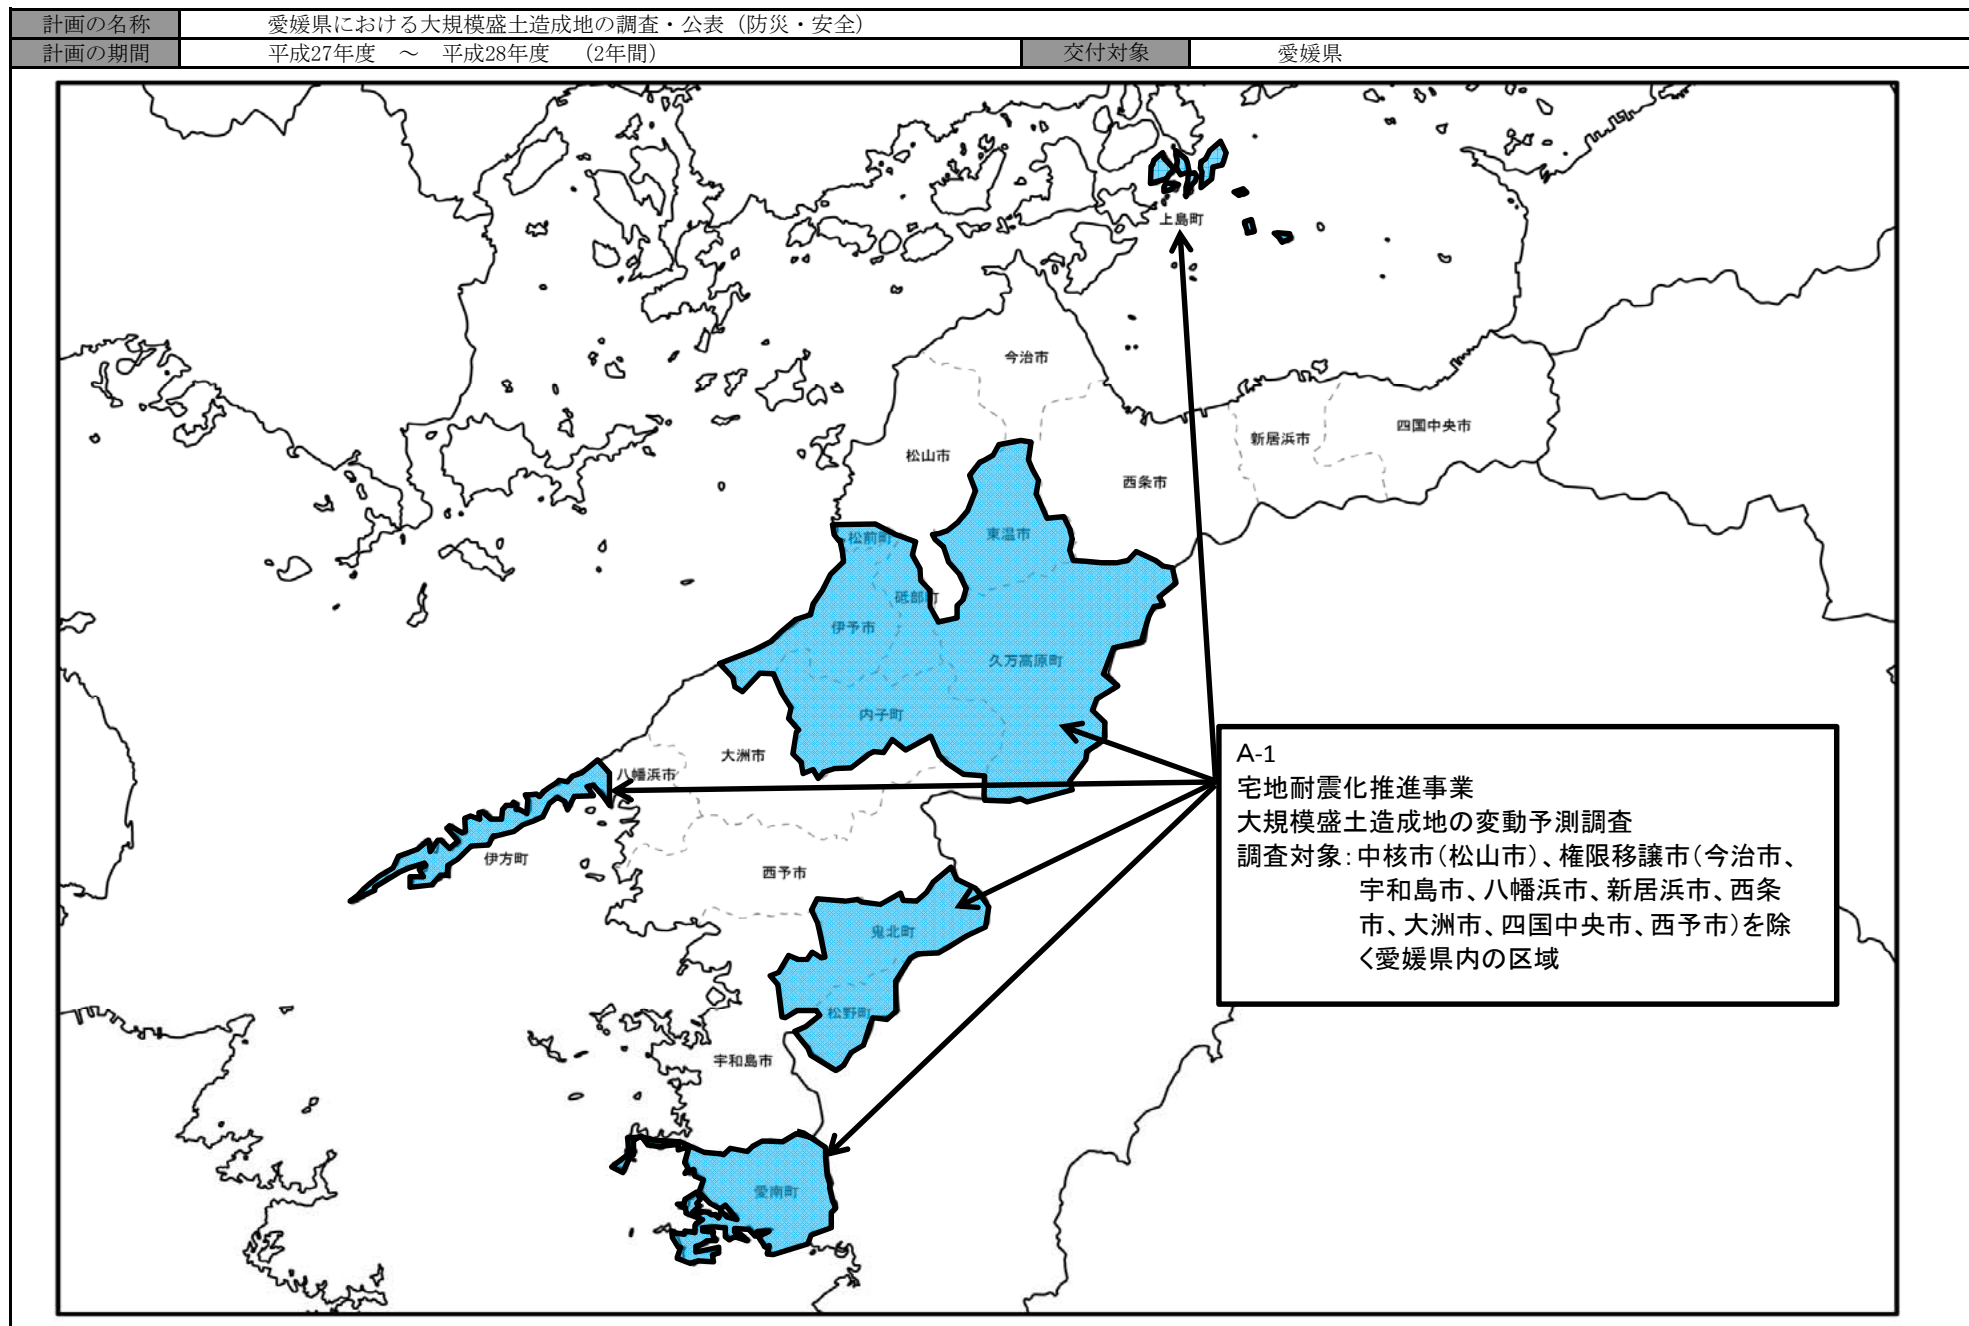 計画の名称 愛媛県における大規模盛土造成地の調査・公表（防災・安全）
計画の期間 平成27年度 ～ 平成28年度 （2年間） 交付対象 愛媛県
上島町
今治市
四国中央市
新居浜市
松山市
西条市
東温市
松前町
砥部町
伊予市
久万高原町
内子町
大洲市
八幡浜市
伊方町
西予市
鬼北町
松野町
宇和島市
愛南町
A-1
宅地耐震化推進事業
大規模盛土造成地の変動予測調査
調査対象：中核市（松山市）、権限移譲市（今治市、
宇和島市、八幡浜市、新居浜市、西条
市、大洲市、四国中央市、西予市）を除
く愛媛県内の区域